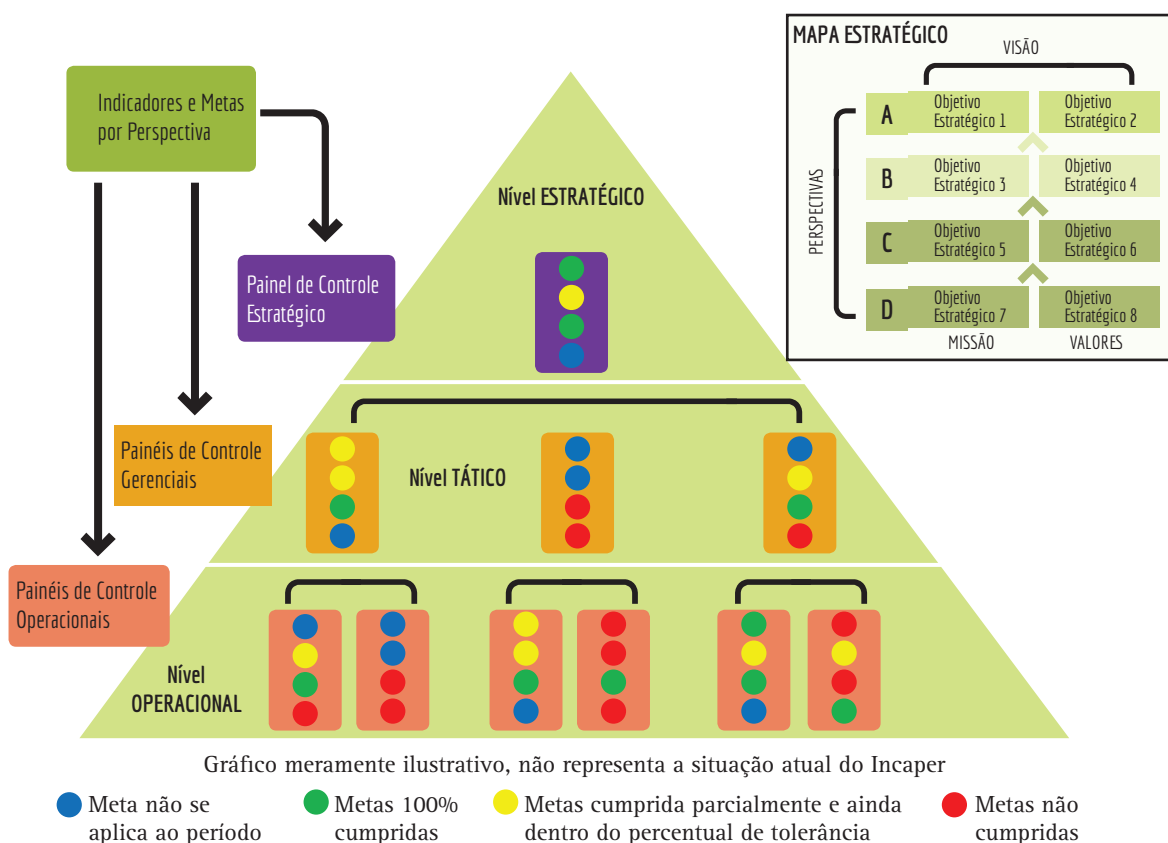 Indicadores e Metas
por Perspectiva
Nível ESTRATÉGICO
Painel de Controle
Estratégico
Painéis de Controle
Gerenciais
Nível TÁTICO
Painéis de Controle
Operacionais
Nível
OPERACIONAL
MAPA ESTRATÉGICO
VISÃO
PERSPECTIVAS
A
Objetivo
Estratégico 1
Objetivo
Estratégico 2
B
Objetivo
Estratégico 3
Objetivo
Estratégico 4
C
Objetivo
Estratégico 5
Objetivo
Estratégico 6
D
Objetivo
Estratégico 7
Objetivo
Estratégico 8
MISSÃO
VALORES
Gráfico meramente ilustrativo, não representa a situação atual do Incaper
Meta não se
aplica ao período
Metas 100%
cumpridas
Metas cumprida parcialmente e ainda
dentro do percentual de tolerância
Metas não
cumpridas